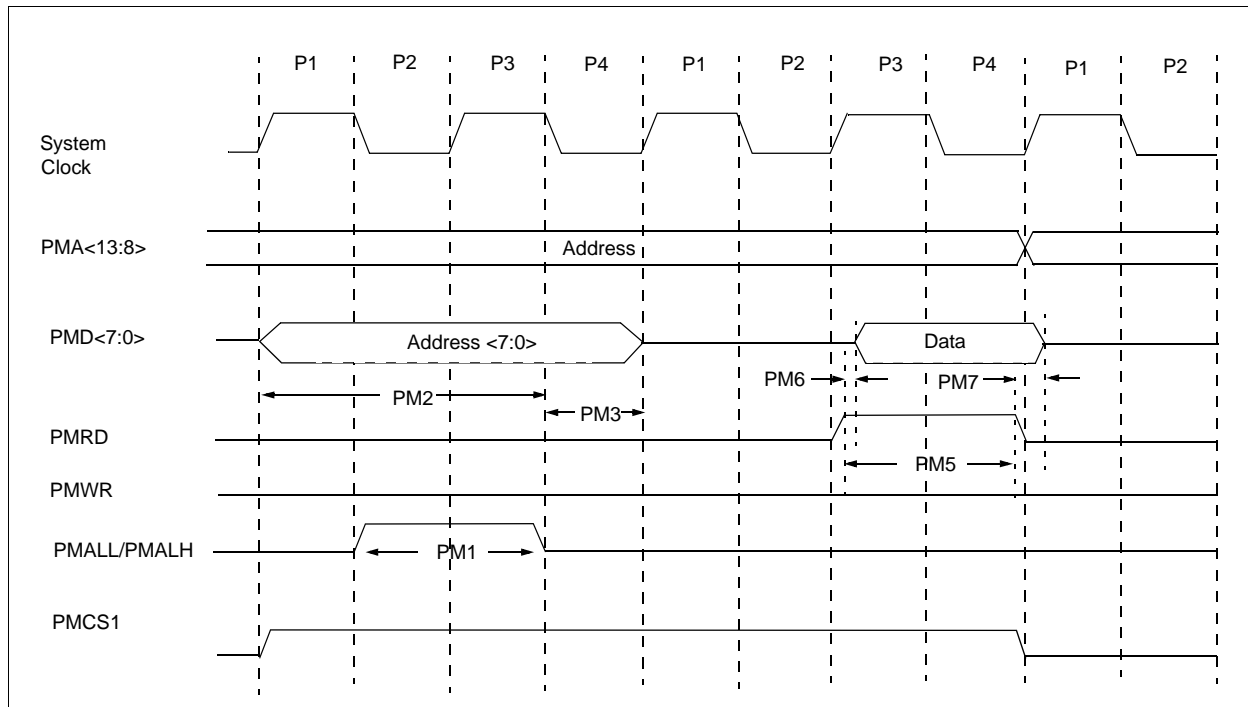 P1 P2 P3 P4 P1 P2 P3 P4 P1 P2
System
Clock
PMA<13:8> Address
PMD<7:0> Address <7:0> Data
PM6 PM7
PM2
PM3
PMRD
PM5
PMWR
PMALL/PMALH PM1
PMCS1